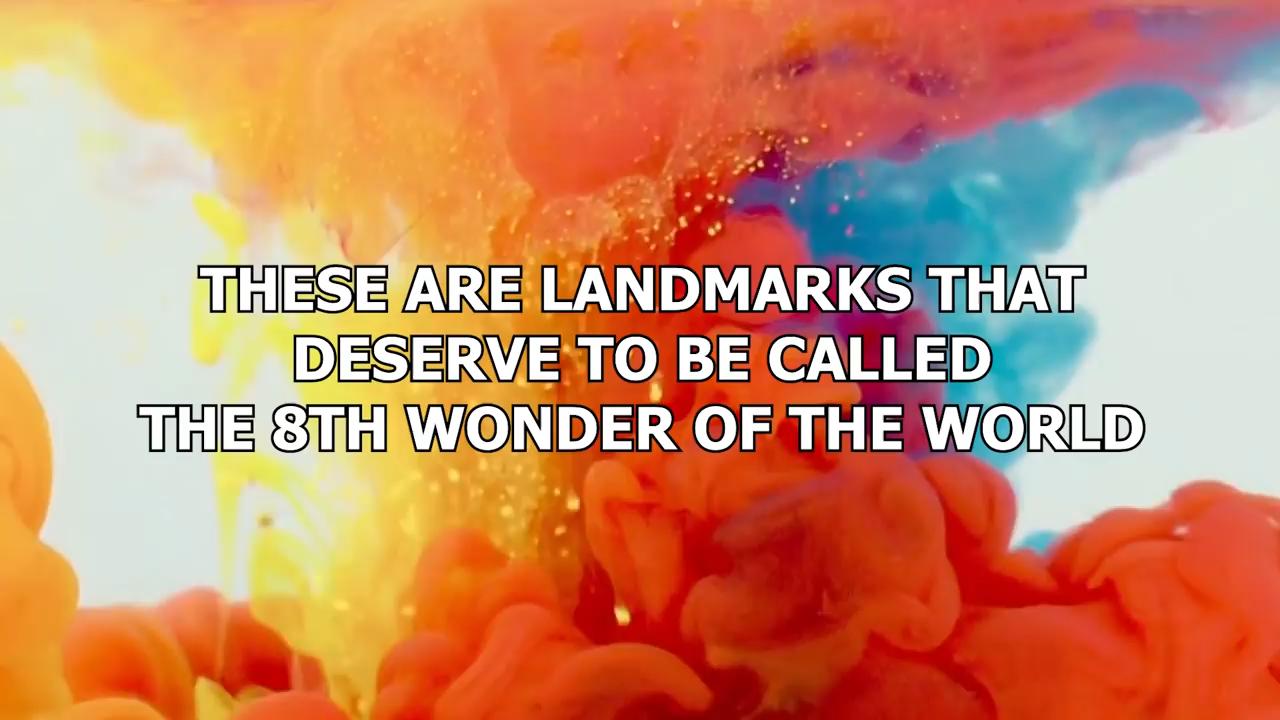 THESE ARE LANDMARKS THAT
DESERVE TO BE CALLED
THE 8TH WONDER OF THE WORLD